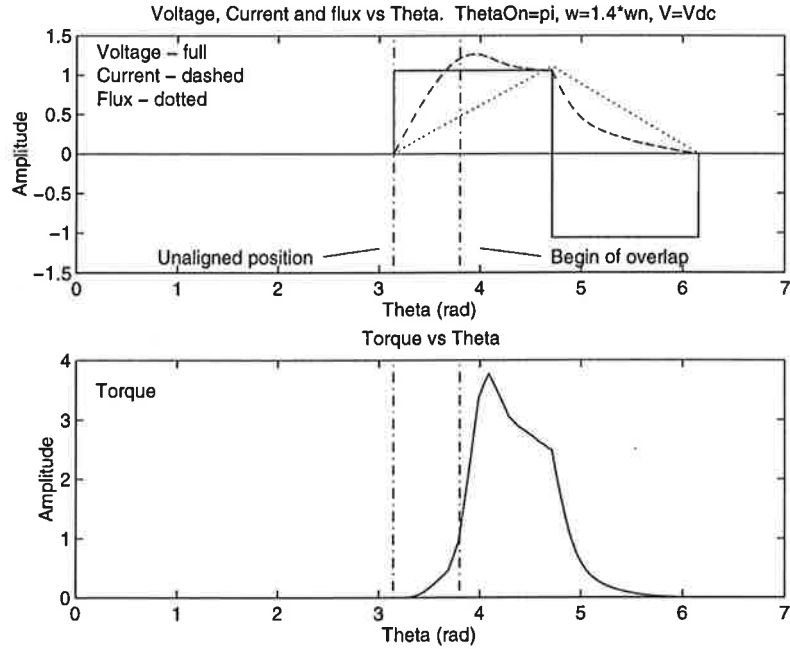 Voltage, Current and flux vs Theta. ThetaOn=pi, w=1.4*wn, V=Vdc
1.5
1
0.5
0
−0.5
−1
−1.5
Amplitude
Voltage – full
Current – dashed
Flux – dotted
Unaligned position
Begin of overlap
0 1 2 3 4 5 6 7
Theta (rad)
Torque vs Theta
4
3
2
1
0
Amplitude
Torque
0 1 2 3 4 5 6 7
Theta (rad)